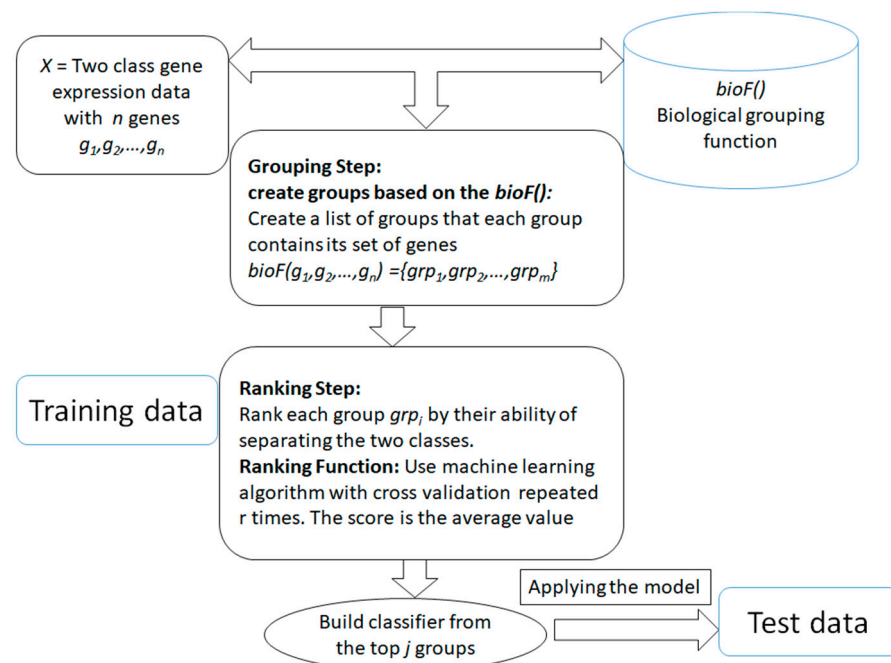 X = Two class gene
expression data
with n genes
g1,g2,...,gn
bioF()
Biological grouping
function
Grouping Step:
create groups based on the bioF():
Create a list of groups that each group
contains its set of genes
bioF(g1,g2,...,gn) ={grp1,grp2,...,grpm}
Training data
Ranking Step:
Rank each group grpi by their ability of
separating the two classes.
Ranking Function: Use machine learning
algorithm with cross validation repeated
r times. The score is the average value
Applying the model
Build classifier from
the top j groups
Test data